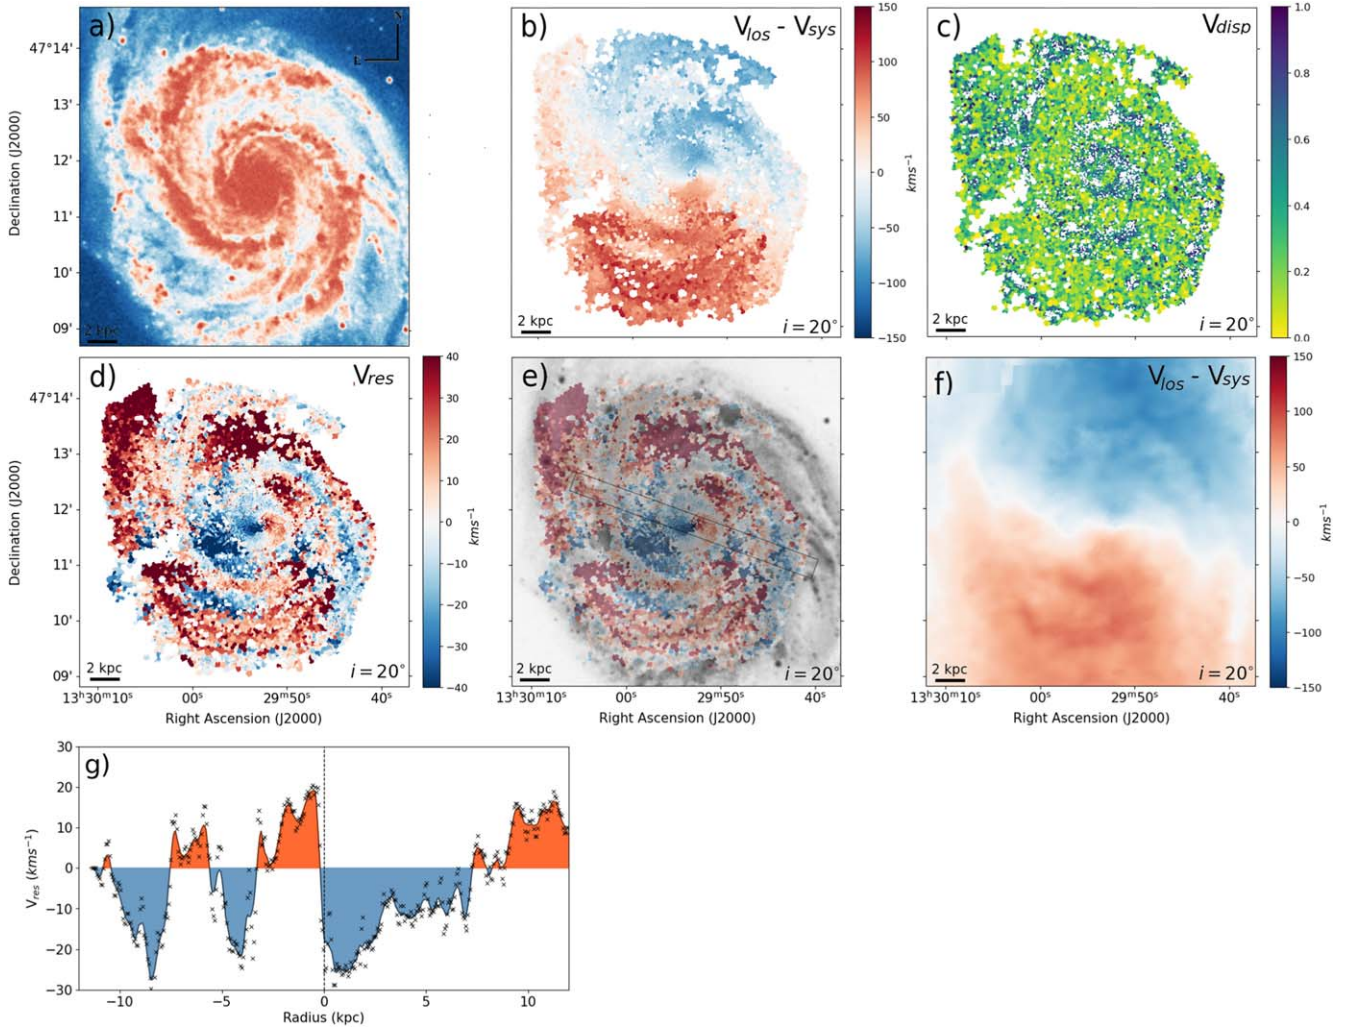 a)
N
E
47°14'
13'
12'
11'
10'
09'
Declination (J2000)
2 kpc
b)
V_los - V_sys
2 kpc
i = 20°
150
100
50
0
−50
−100
−150
kms⁻¹
c)
V_disp
2 kpc
i = 20°
1.0
0.8
0.6
0.4
0.2
0.0
d)
V_res
47°14'
13'
12'
11'
10'
09'
Declination (J2000)
2 kpc
i = 20°
13ʰ30ᵐ10ˢ
00ˢ
29ᵐ50ˢ
40ˢ
Right Ascension (J2000)
40
30
20
10
0
−10
−20
−30
−40
kms⁻¹
e)
2 kpc
i = 20°
13ʰ30ᵐ10ˢ
00ˢ
29ᵐ50ˢ
40ˢ
Right Ascension (J2000)
f)
V_los - V_sys
2 kpc
i = 20°
13ʰ30ᵐ10ˢ
00ˢ
29ᵐ50ˢ
40ˢ
Right Ascension (J2000)
150
100
50
0
−50
−100
−150
kms⁻¹
g)
30
20
10
0
−10
−20
−30
V_res (kms⁻¹)
−10
−5
0
5
10
Radius (kpc)